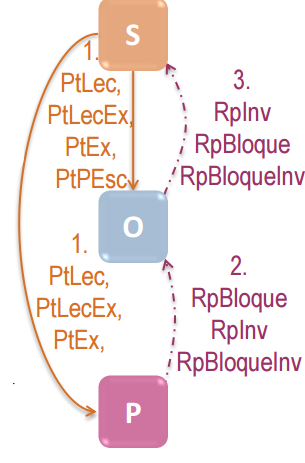 S
1.
PtLec,
PtLecEx,
PtEx,
PtPEsc
3.
RpInv
RpBloque
RpBloqueInv
O
1.
PtLec,
PtLecEx,
PtEx,
2.
RpBloque
RpInv
RpBloqueInv
P